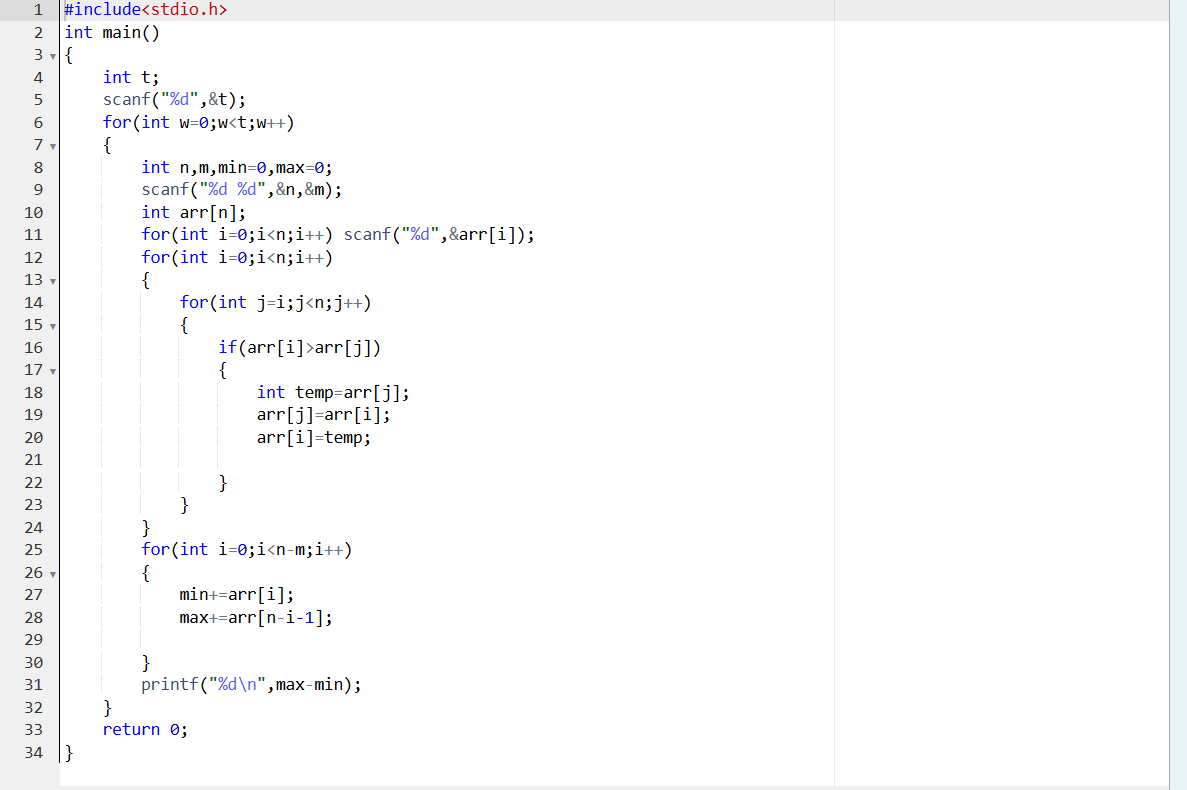 1 #include<stdio.h>
2 int main()
3 {
4     int t;
5     scanf("%d",&t);
6     for(int w=0;w<t;w++)
7     {
8         int n,m,min=0,max=0;
9         scanf("%d %d",&n,&m);
10         int arr[n];
11         for(int i=0;i<n;i++) scanf("%d",&arr[i]);
12         for(int i=0;i<n;i++)
13         {
14             for(int j=i;j<n;j++)
15             {
16                 if(arr[i]>arr[j])
17                 {
18                     int temp=arr[j];
19                     arr[j]=arr[i];
20                     arr[i]=temp;
21
22                 }
23             }
24         }
25         for(int i=0;i<n-m;i++)
26         {
27             min+=arr[i];
28             max+=arr[n-i-1];
29
30         }
31         printf("%d\n",max-min);
32     }
33     return 0;
34 }